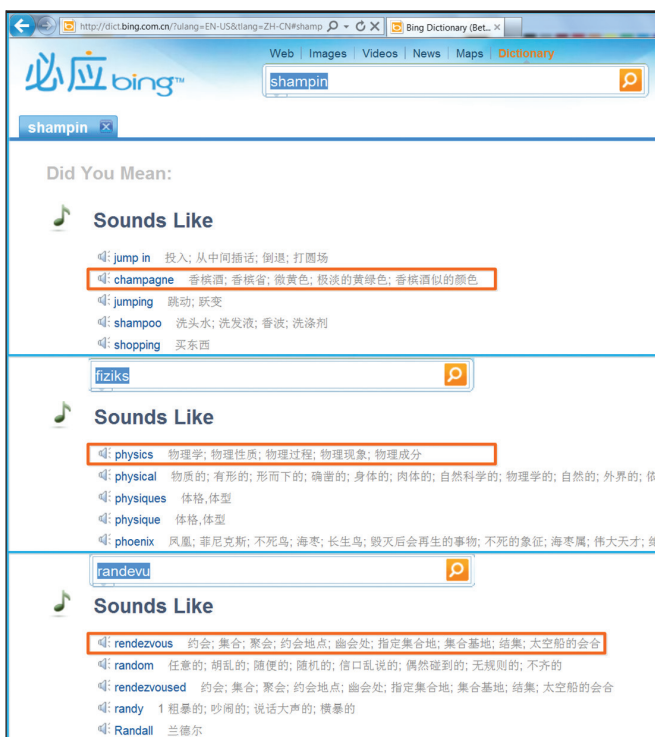 http://dict.bing.com.cn/?ulang=EN-US&tlang=ZH-CN#shamp
Bing Dictionary (Bet...
Web | Images | Videos | News | Maps | Dictionary
必应 bing™
shampin
shampin
Did You Mean:
Sounds Like
jump in 投入; 从中间插话; 倒退; 打圆场
champagne 香槟酒; 香槟省; 微黄色; 极淡的黄绿色; 香槟酒似的颜色
jumping 跳动; 跃变
shampoo 洗头水; 洗发液; 香波; 洗涤剂
shopping 买东西
fiziks
Sounds Like
physics 物理学; 物理性质; 物理过程; 物理现象; 物理成分
physical 物质的; 有形的; 形而下的; 确凿的; 身体的; 肉体的; 自然科学的; 物理学的; 自然的; 外界的; 依
physiques 体格,体型
physique 体格,体型
phoenix 凤凰; 菲尼克斯; 不死鸟; 海枣; 长生鸟; 毁灭后会再生的事物; 不死的象征; 海枣属; 伟大天才;
randevu
Sounds Like
rendezvous 约会; 集合; 聚会; 约会地点; 幽会处; 指定集合地; 集合基地; 结集; 太空船的会合
random 任意的; 胡乱的; 随便的; 随机的; 信口乱说的; 偶然碰到的; 无规则的; 不齐的
rendezvoused 约会; 集合; 聚会; 约会地点; 幽会处; 指定集合地; 集合基地; 结集; 太空船的会合
randy 1 粗暴的; 吵闹的; 说话大声的; 横暴的
Randall 兰德尔